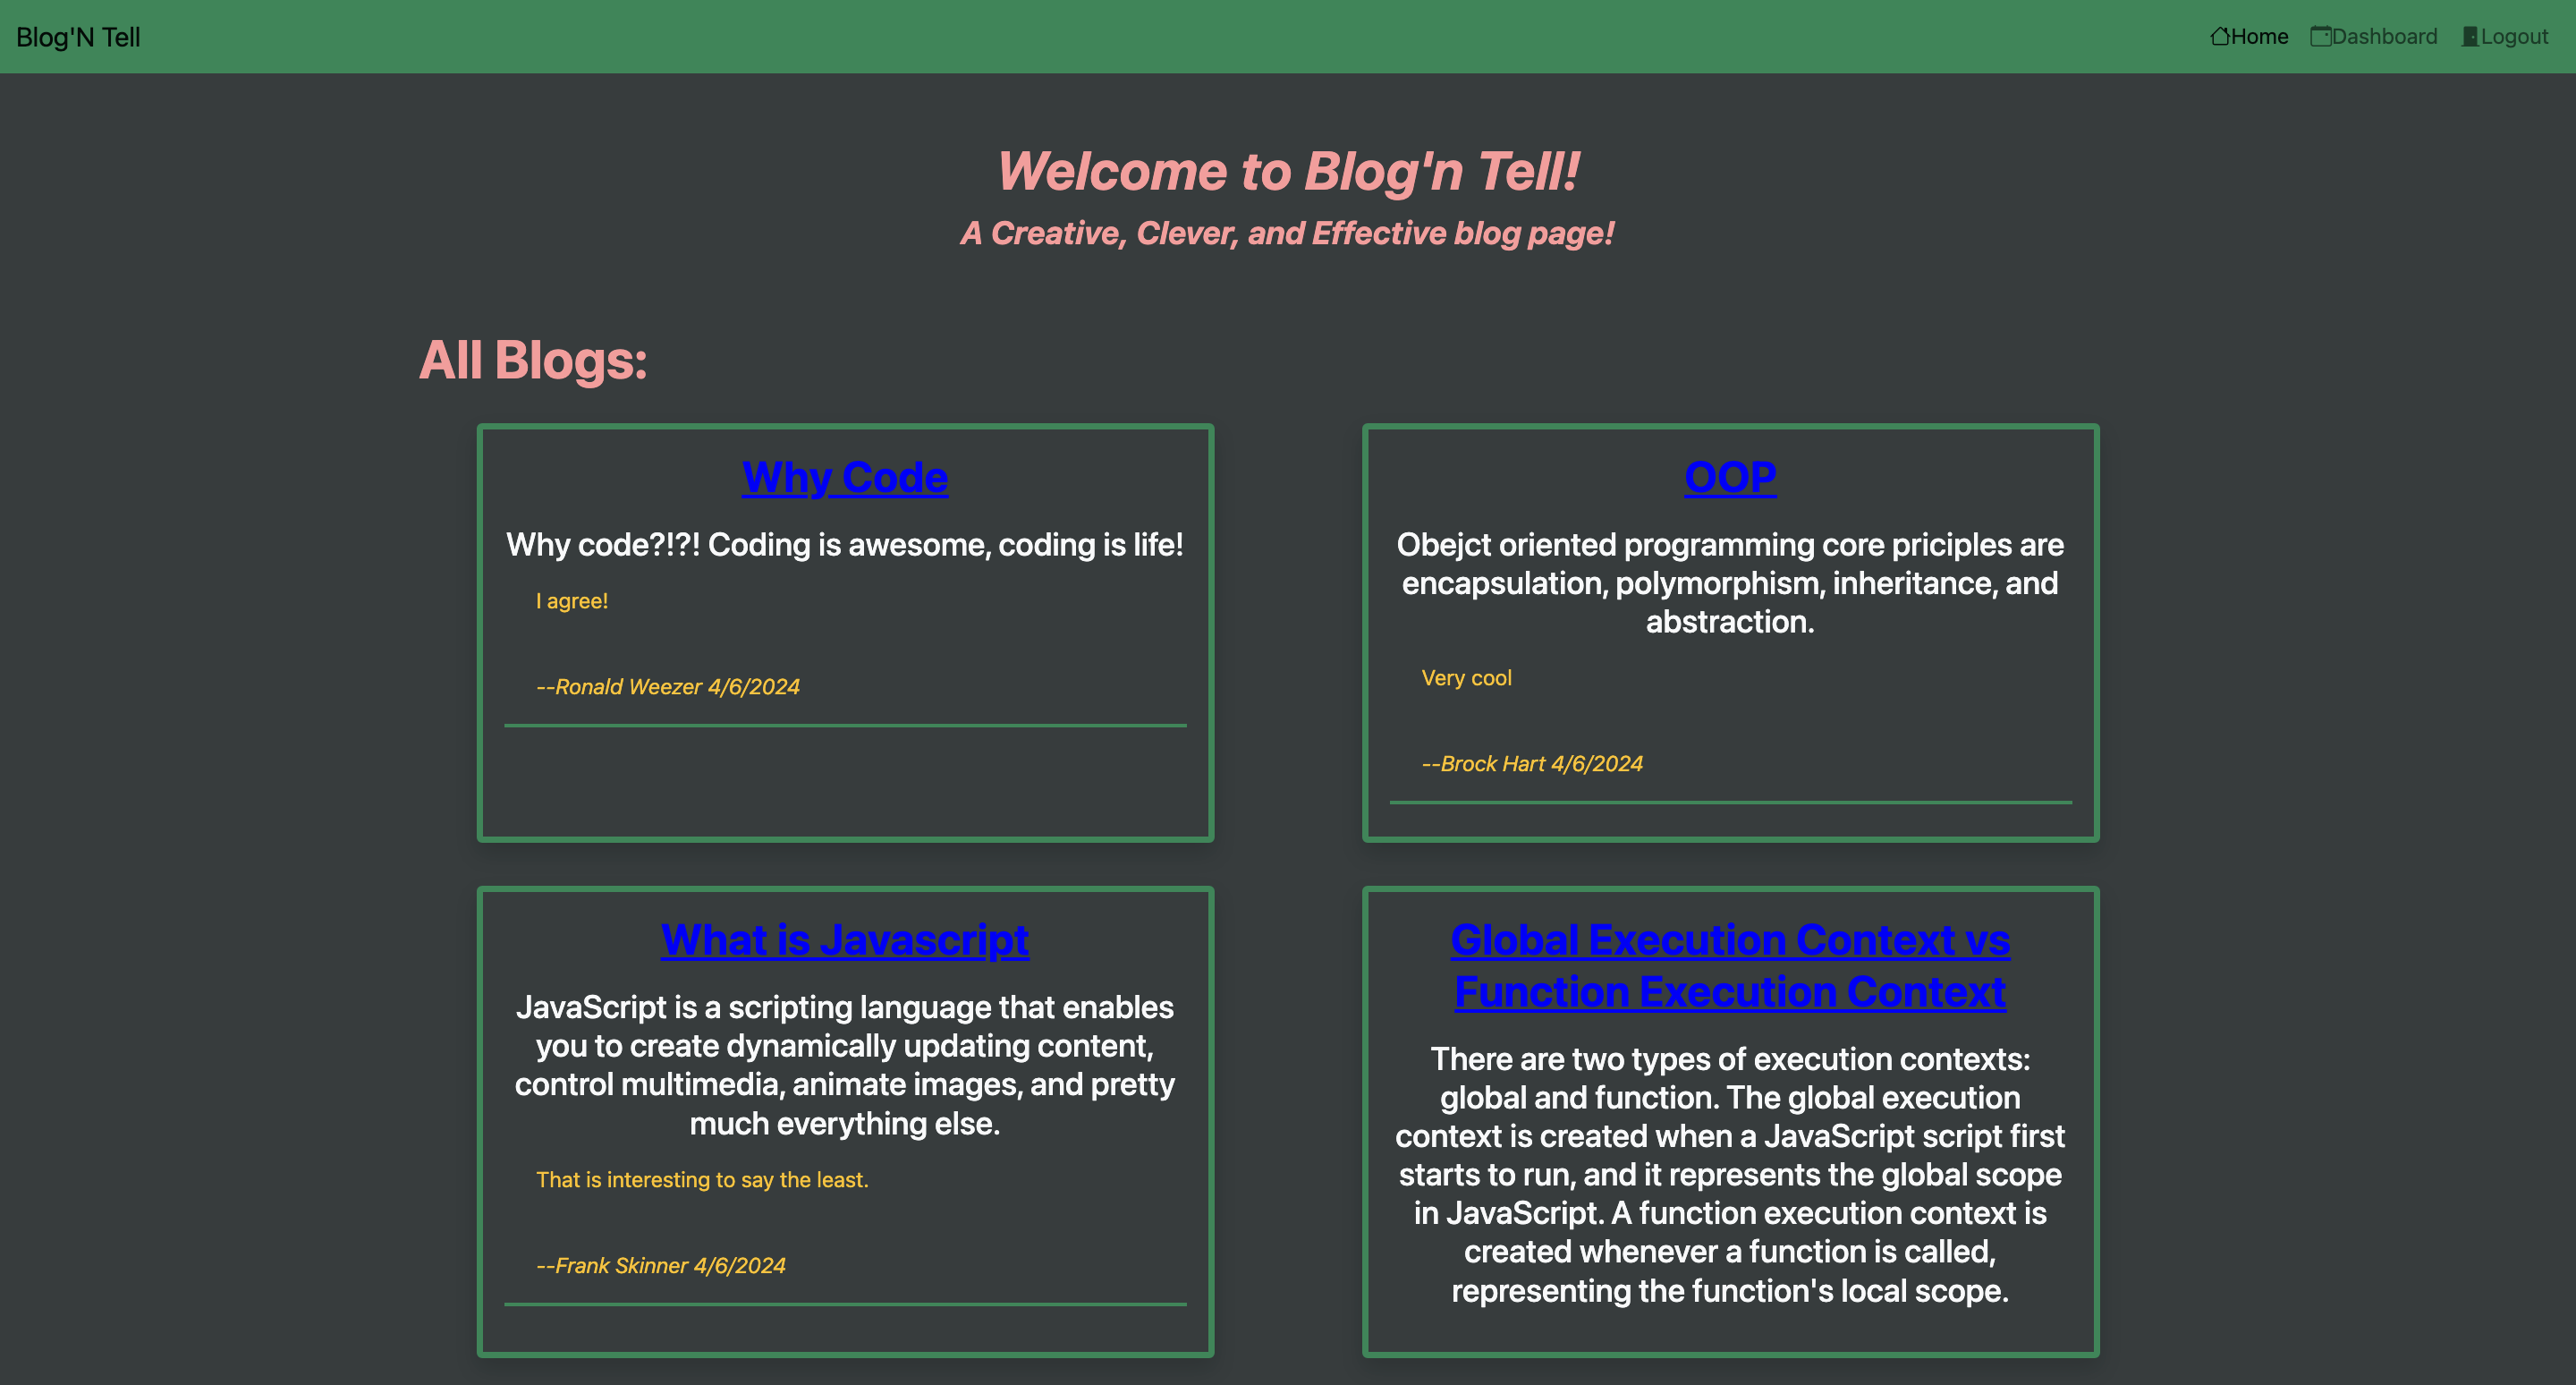 Blog'N Tell
Home
Dashboard
Logout
Welcome to Blog'n Tell!
A Creative, Clever, and Effective blog page!
All Blogs:
Why Code
Why code?!?! Coding is awesome, coding is life!
I agree!
--Ronald Weezer 4/6/2024
OOP
Obejct oriented programming core priciples are
encapsulation, polymorphism, inheritance, and
abstraction.
Very cool
--Brock Hart 4/6/2024
What is Javascript
JavaScript is a scripting language that enables
you to create dynamically updating content,
control multimedia, animate images, and pretty
much everything else.
That is interesting to say the least.
--Frank Skinner 4/6/2024
Global Execution Context vs
Function Execution Context
There are two types of execution contexts:
global and function. The global execution
context is created when a JavaScript script first
starts to run, and it represents the global scope
in JavaScript. A function execution context is
created whenever a function is called,
representing the function's local scope.